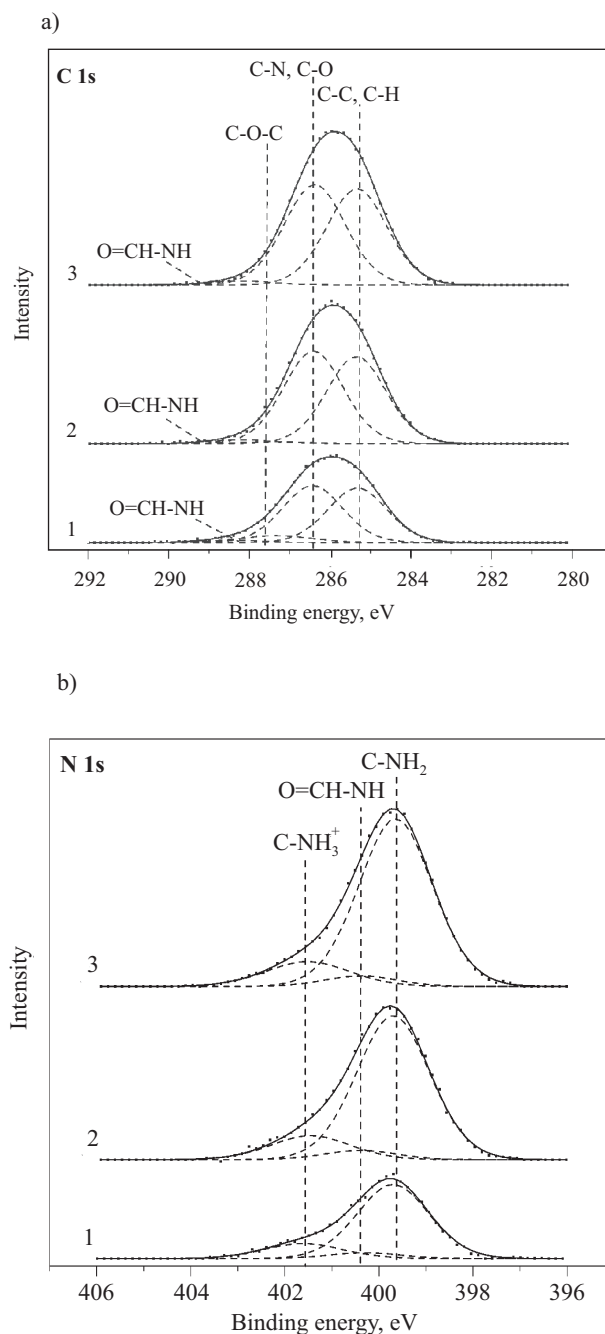 a)
C 1s
C-N, C-O
C-C, C-H
C-O-C
O=CH-NH
3
O=CH-NH
2
O=CH-NH
1
Intensity
292 290 288 286 284 282 280
Binding energy, eV
b)
N 1s
C-NH₂
O=CH-NH
C-NH₃⁺
3
2
1
Intensity
406 404 402 400 398 396
Binding energy, eV